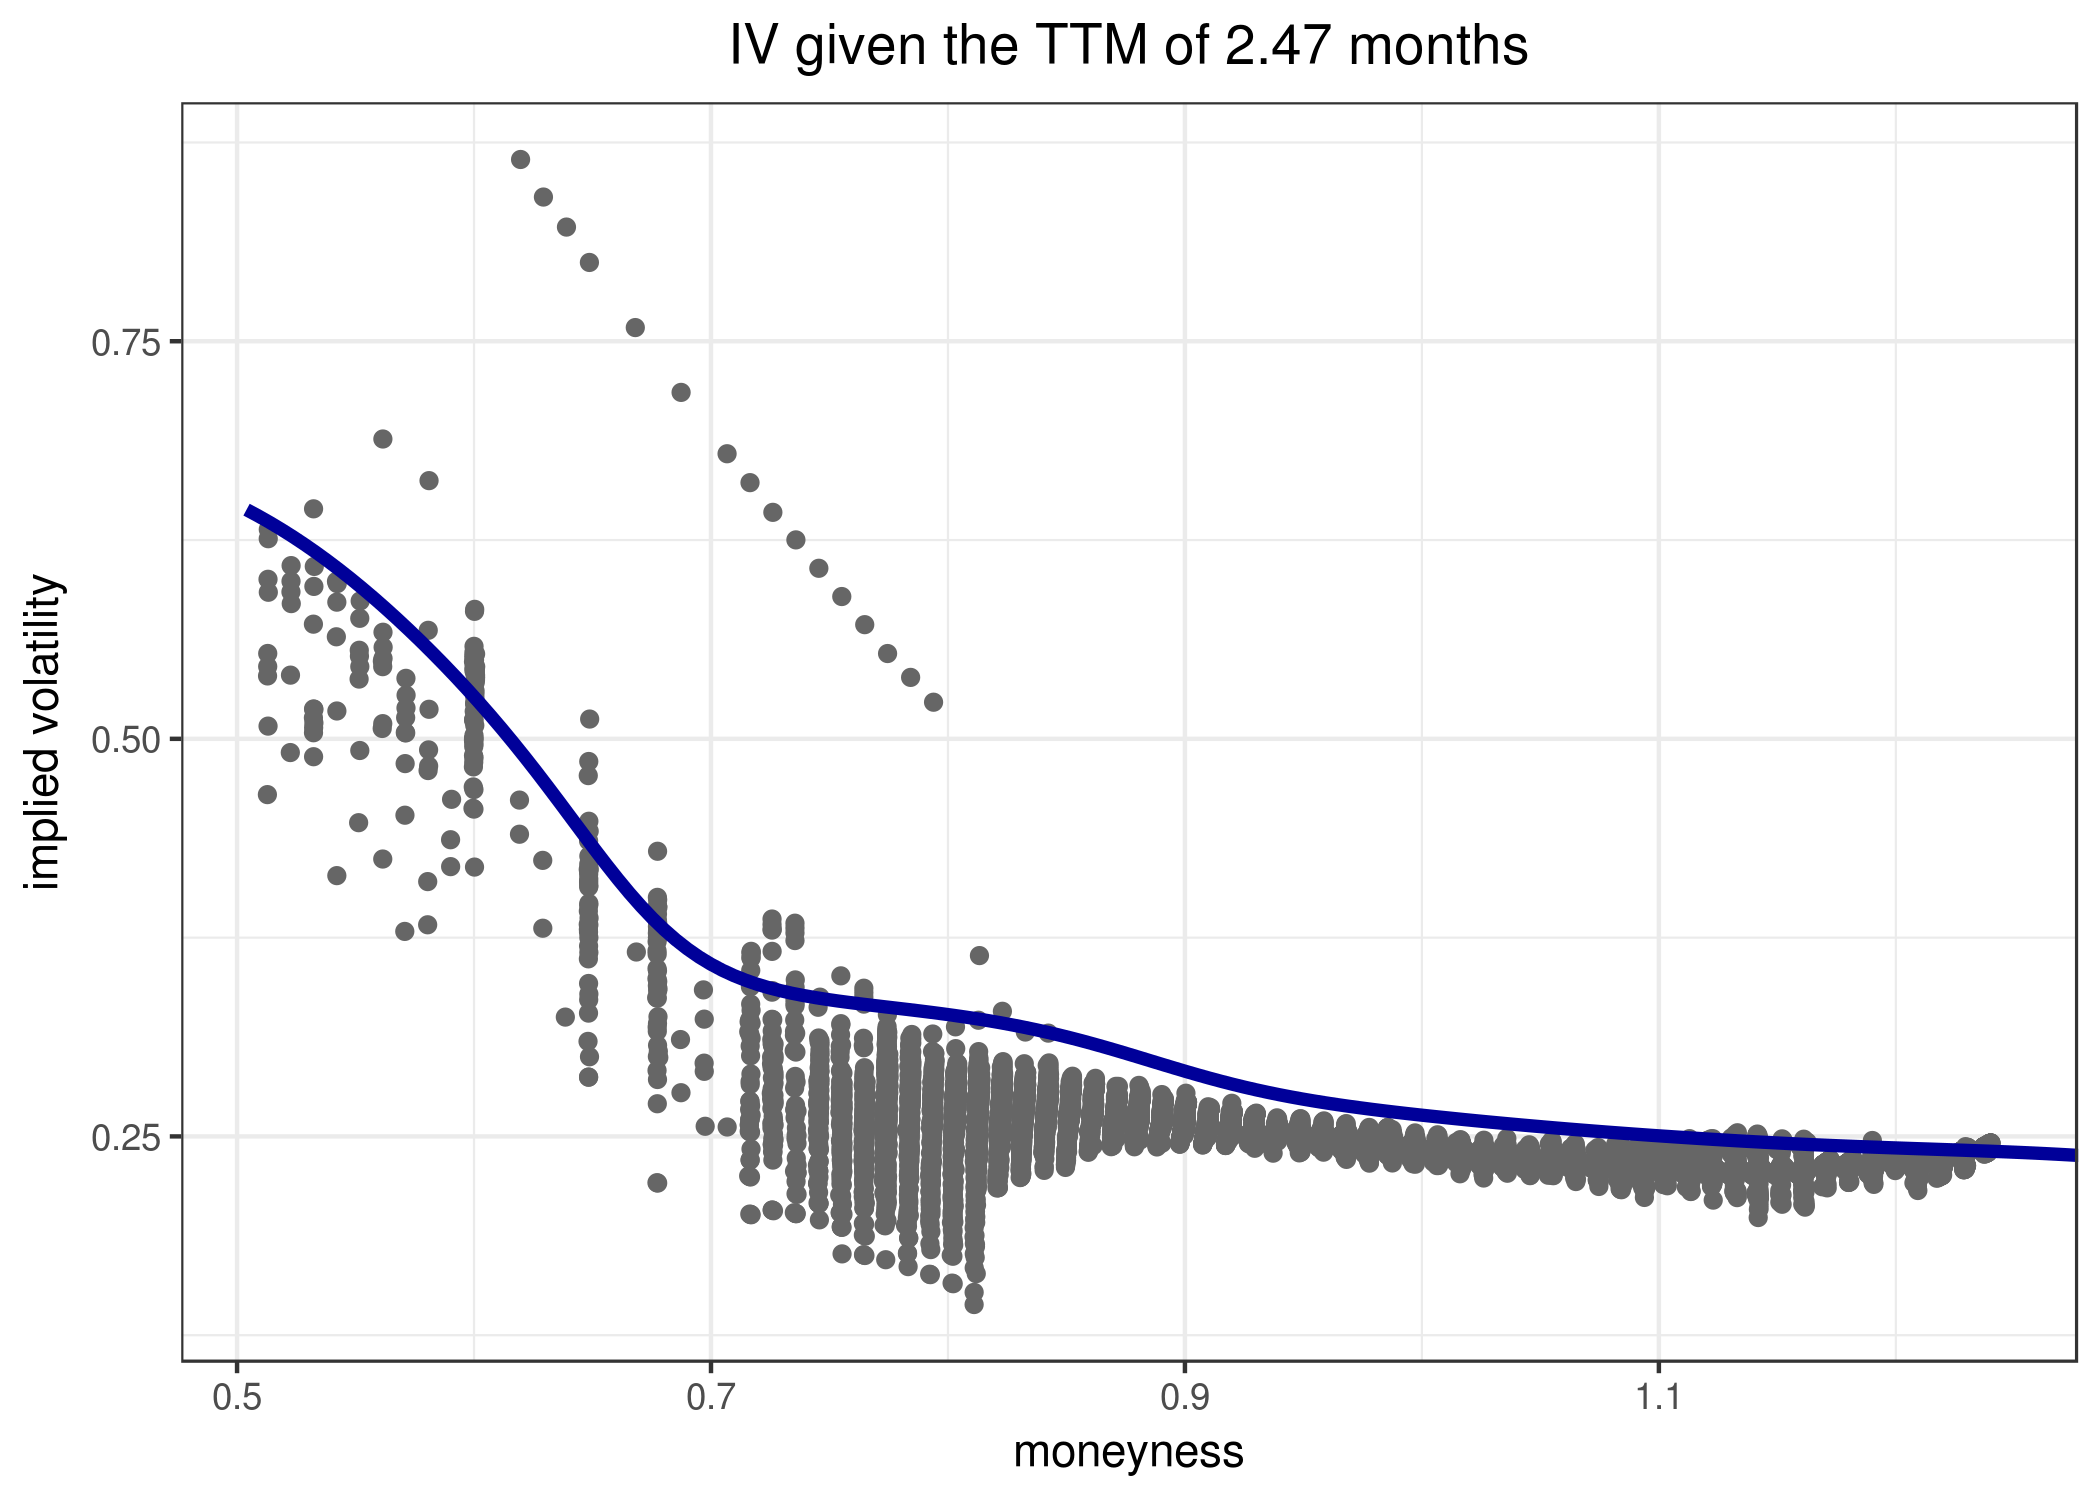 IV given the TTM of 2.47 months
implied volatility
0.75
0.50
0.25
0.5 0.7 0.9 1.1
moneyness